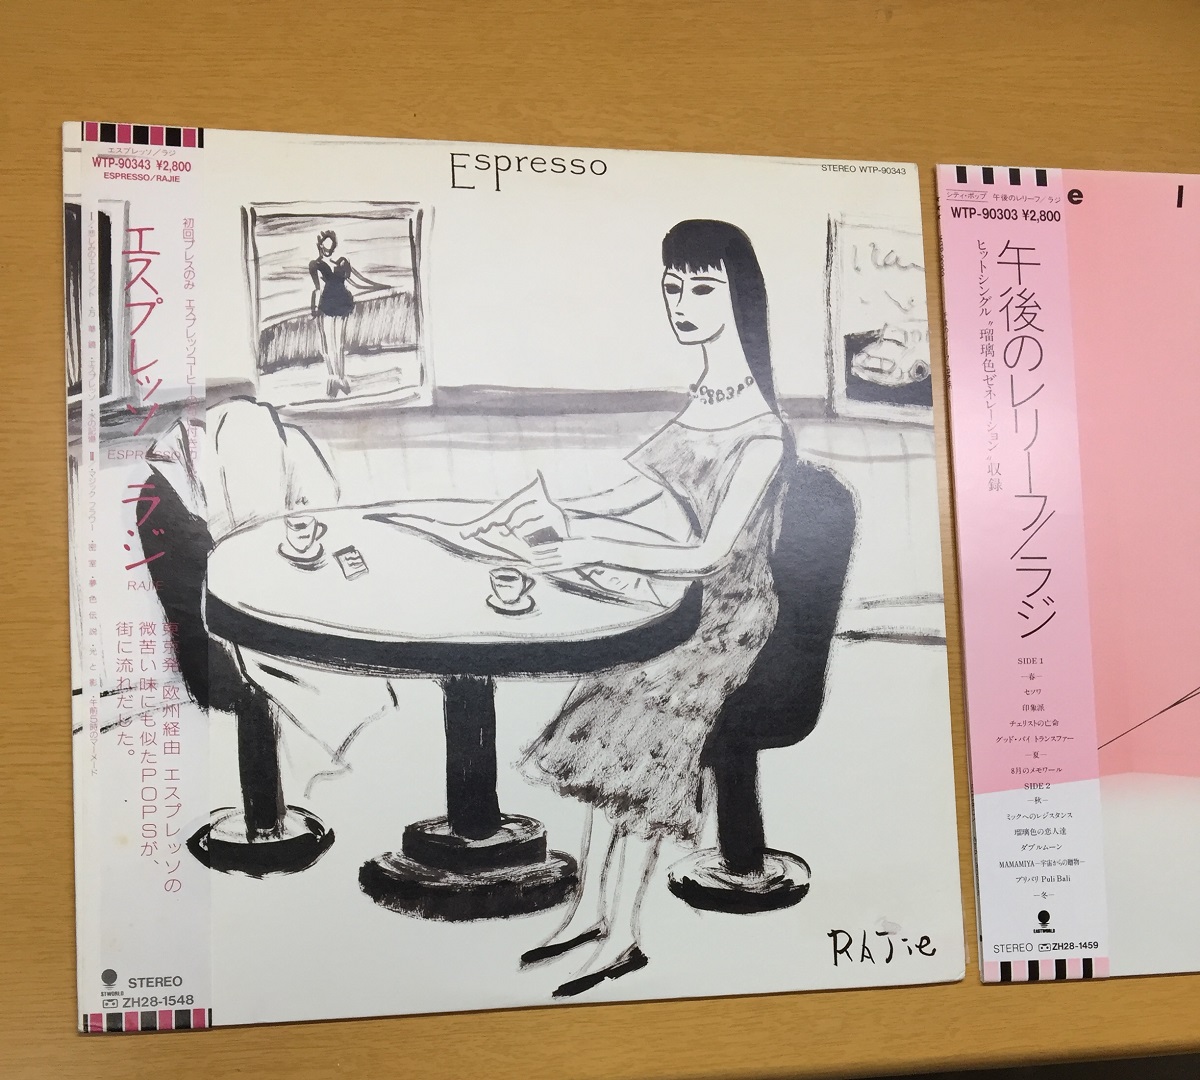 エスプレッソ／ラジ
WTP-90343 ¥2,800
ESPRESSO/RAJIE
初回プレスのみ エスプレッソコーヒー
エスプレッソ
ESPRESSO
ラジ
RAJIE
東京発 欧州経由 エスプレッソの
微苦い味にも似たPOPSが、
街に流れだした。
STEREO
ZH28-1548
Espresso
STEREO WTP-90343
RAJie
e l
シティ・ポップ 午後のレリーフ／ラジ
WTP-90303 ¥2,800
午後のレリーフ／ラジ
ヒットシングル〝瑠璃色ゼネレーション〟収録
SIDE 1
—春—
セソワ
印象派
チェリストの亡命
グッド・バイ トランスファー
—夏—
8月のメモワール
SIDE 2
—秋—
ミックへのレジスタンス
瑠璃色の恋人達
ダブルムーン
MAMAMIYA—宇宙からの贈物—
プリバリ Puli Bali
—冬—
EASTWORLD
STEREO ZH28-1459